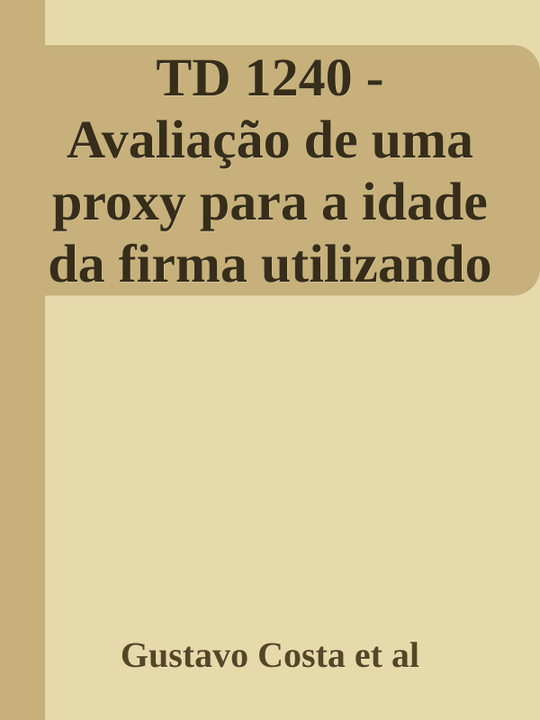 TD 1240 -
Avaliação de uma
proxy para a idade
da firma utilizando
Gustavo Costa et al